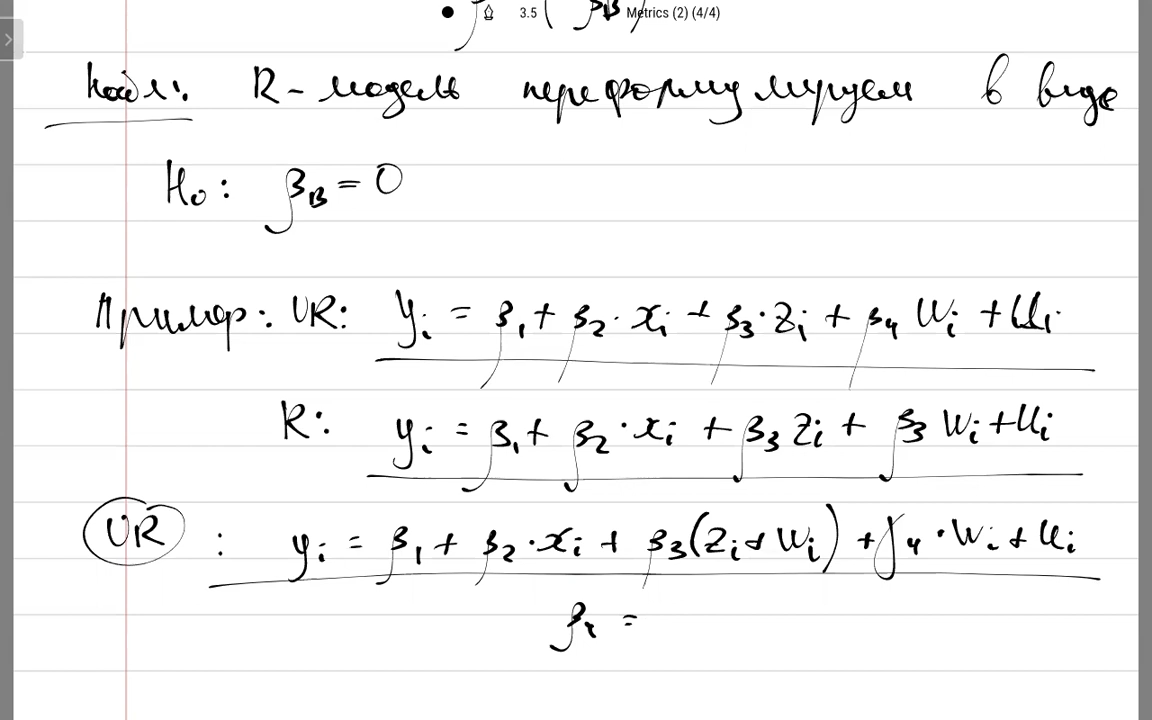 3.5 ( β_B ) Metrics (2) (4/4)
R-модель переформулируем в виде
H₀: β_B = 0
Пример: UR: yᵢ = β₁ + β₂ · xᵢ + β₃ · zᵢ + β₄ wᵢ + uᵢ
R: yᵢ = β₁ + β₂ · xᵢ + β₃ zᵢ + β₃ wᵢ + uᵢ
UR : yᵢ = β₁ + β₂ · xᵢ + β₃(zᵢ + wᵢ) + γ₄ · wᵢ + uᵢ
=